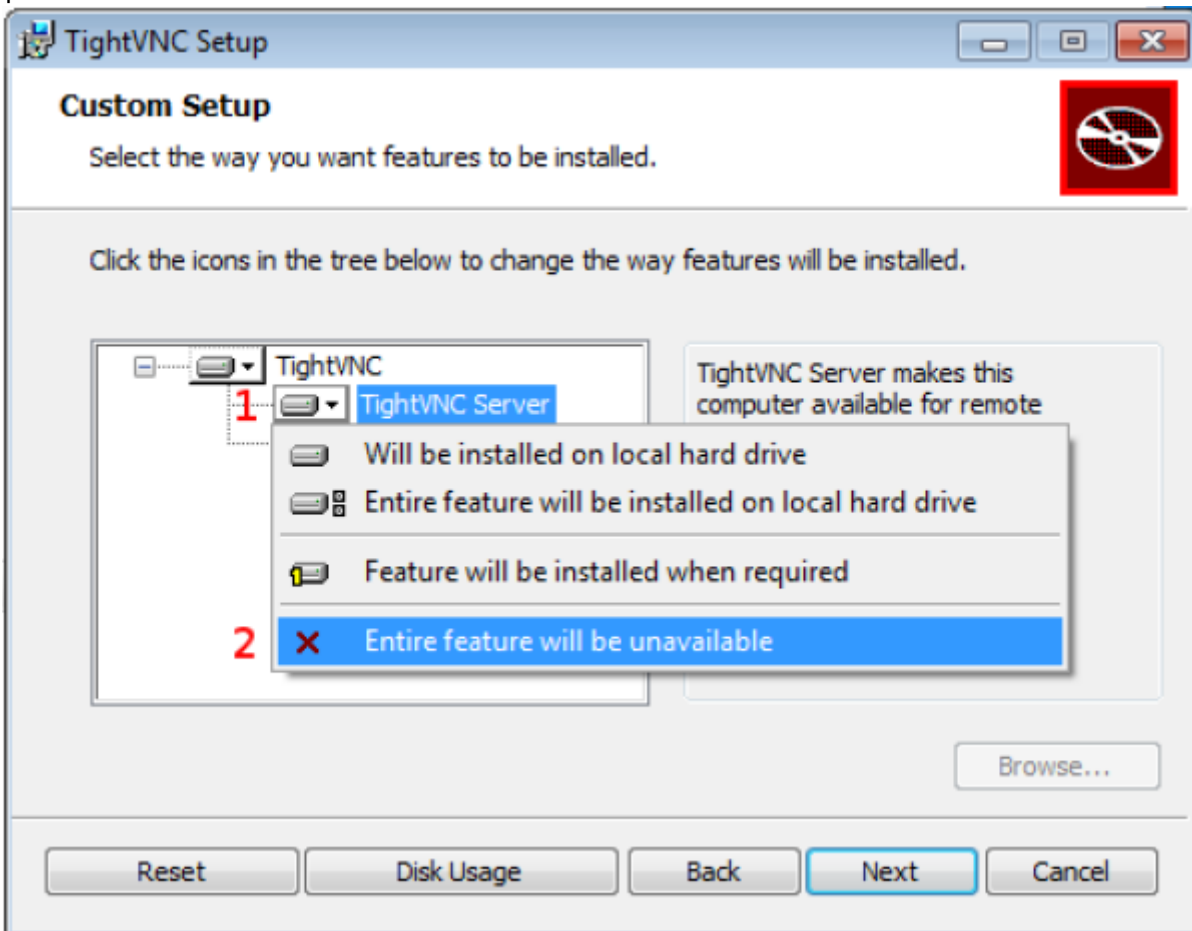 TightVNC Setup
Custom Setup
Select the way you want features to be installed.
Click the icons in the tree below to change the way features will be installed.
TightVNC
1 TightVNC Server
TightVNC Server makes this
computer available for remote
Will be installed on local hard drive
Entire feature will be installed on local hard drive
Feature will be installed when required
2 Entire feature will be unavailable
Browse...
Reset Disk Usage Back Next Cancel